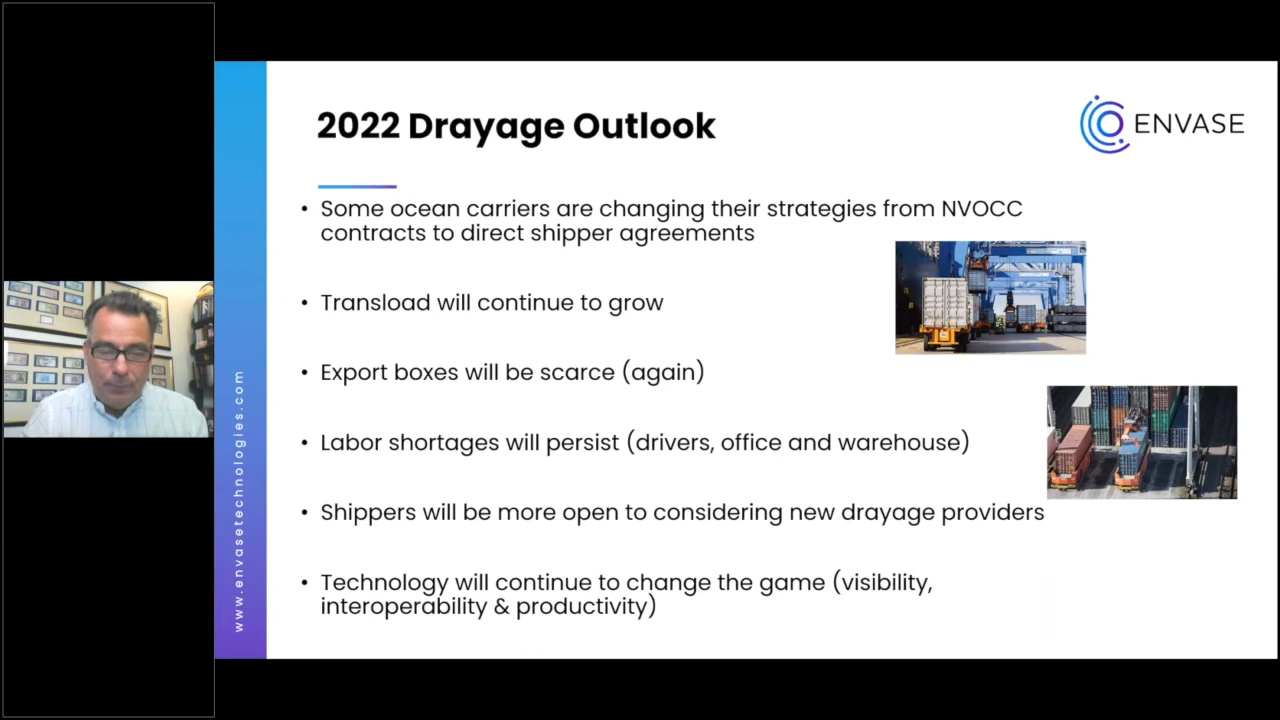 2022 Drayage Outlook
ENVASE
• Some ocean carriers are changing their strategies from NVOCC
contracts to direct shipper agreements
• Transload will continue to grow
• Export boxes will be scarce (again)
• Labor shortages will persist (drivers, office and warehouse)
• Shippers will be more open to considering new drayage providers
• Technology will continue to change the game (visibility,
interoperability & productivity)
www.envasetechnologies.com